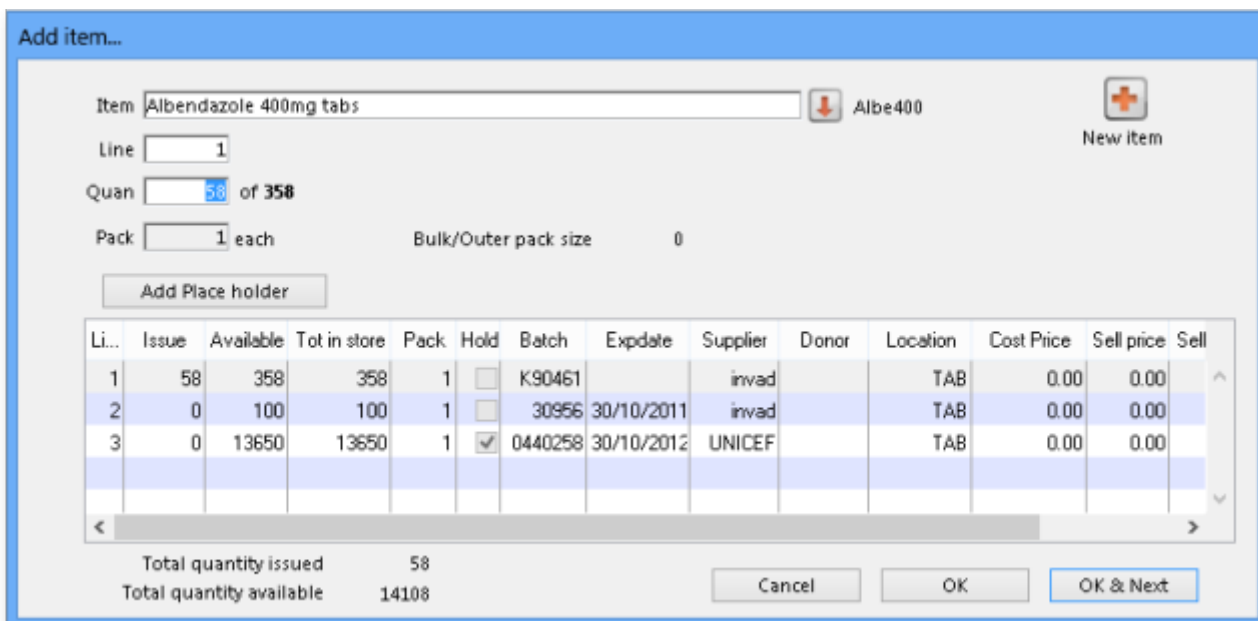 Add item...
Item Albendazole 400mg tabs Albe400
New item
Line 1
Quan 58 of 358
Pack 1 each Bulk/Outer pack size 0
Add Place holder
Li... Issue Available Tot in store Pack Hold Batch Expdate Supplier Donor Location Cost Price Sell price Sell
1 58 358 358 1 K90461 invad TAB 0.00 0.00
2 0 100 100 1 30956 30/10/2011 invad TAB 0.00 0.00
3 0 13650 13650 1 0440258 30/10/2012 UNICEF TAB 0.00 0.00
Total quantity issued 58
Total quantity available 14108
Cancel OK OK & Next